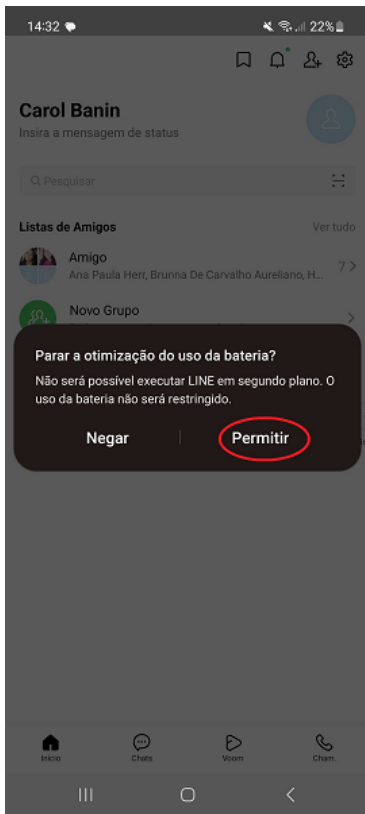 14:32
22%
Carol Banin
Insira a mensagem de status
Pesquisar
Listas de Amigos
Ver tudo
Amigo
Ana Paula Herr, Brunna De Carvalho Aureliano, H...
7
Novo Grupo
Parar a otimização do uso da bateria?
Não será possível executar LINE em segundo plano. O
uso da bateria não será restringido.
Negar
Permitir
Início
Chats
Voom
Cham.